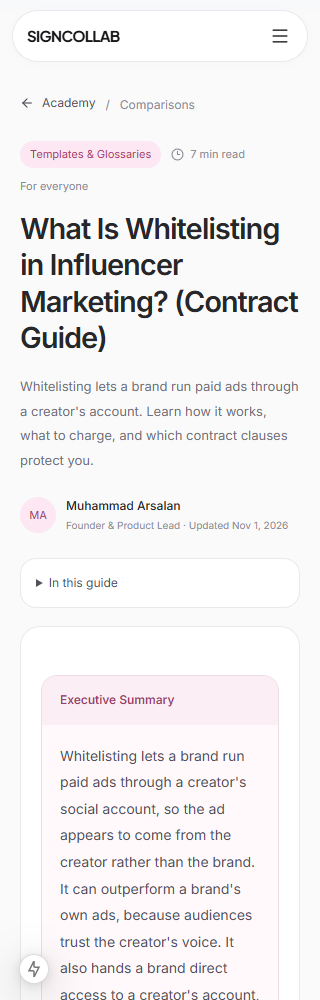 SIGNCOLLAB
Academy / Comparisons
Templates & Glossaries 7 min read
For everyone
What Is Whitelisting
in Influencer
Marketing? (Contract
Guide)
Whitelisting lets a brand run paid ads through
a creator's account. Learn how it works,
what to charge, and which contract clauses
protect you.
MA Muhammad Arsalan
Founder & Product Lead · Updated Nov 1, 2026
In this guide
Executive Summary
Whitelisting lets a brand run
paid ads through a creator's
social account, so the ad
appears to come from the
creator rather than the brand.
It can outperform a brand's
own ads, because audiences
trust the creator's voice. It
also hands a brand direct
access to a creator's account,